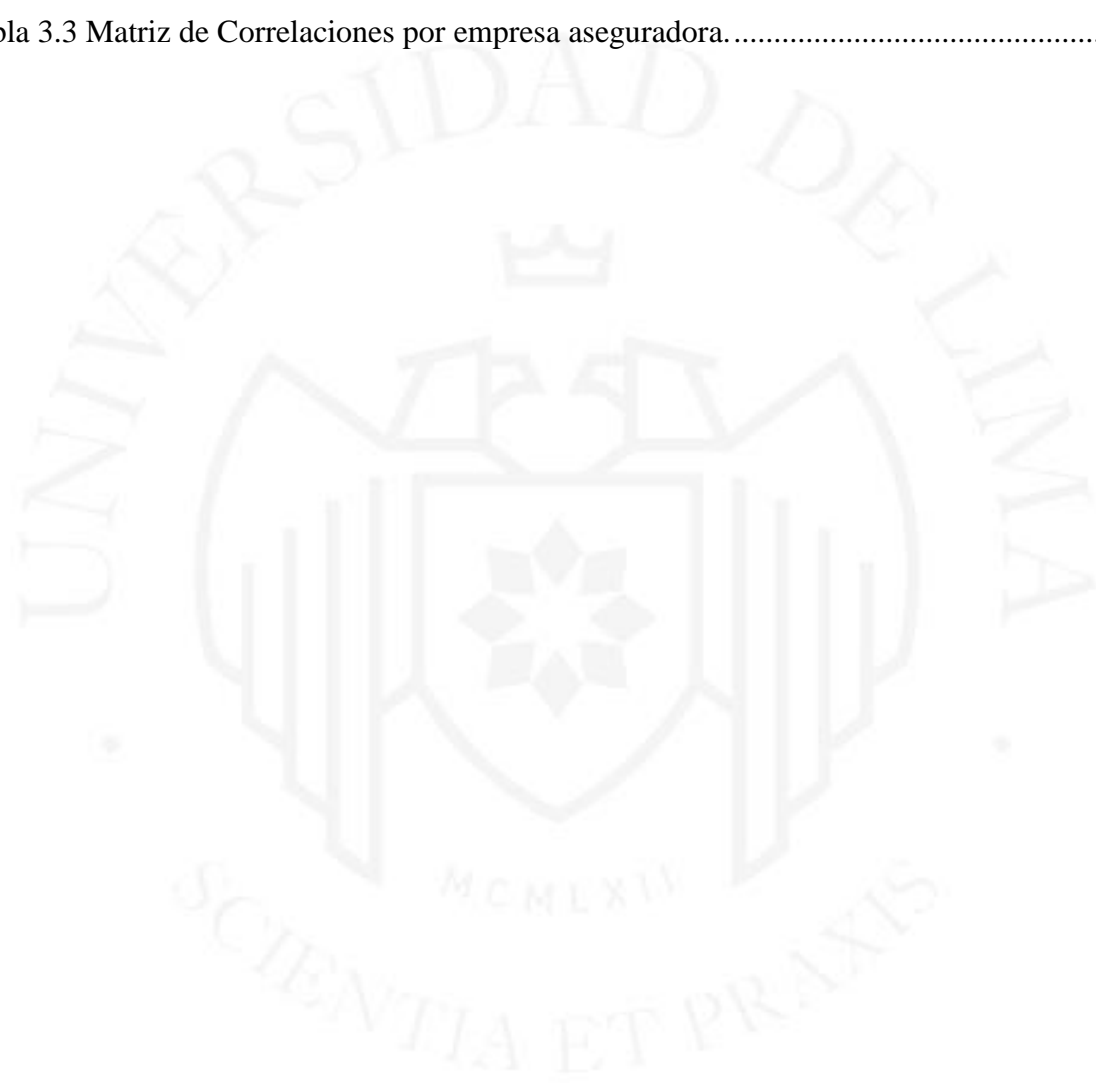 bla 3.3 Matriz de Correlaciones por empresa aseguradora. ..............................................
UNIVERSIDAD DE LIMA
MCMLXII
SCIENTIA ET PRAXIS